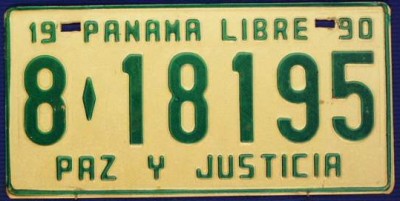 19 PANAMA LIBRE 90
8♦18195
PAZ Y JUSTICIA